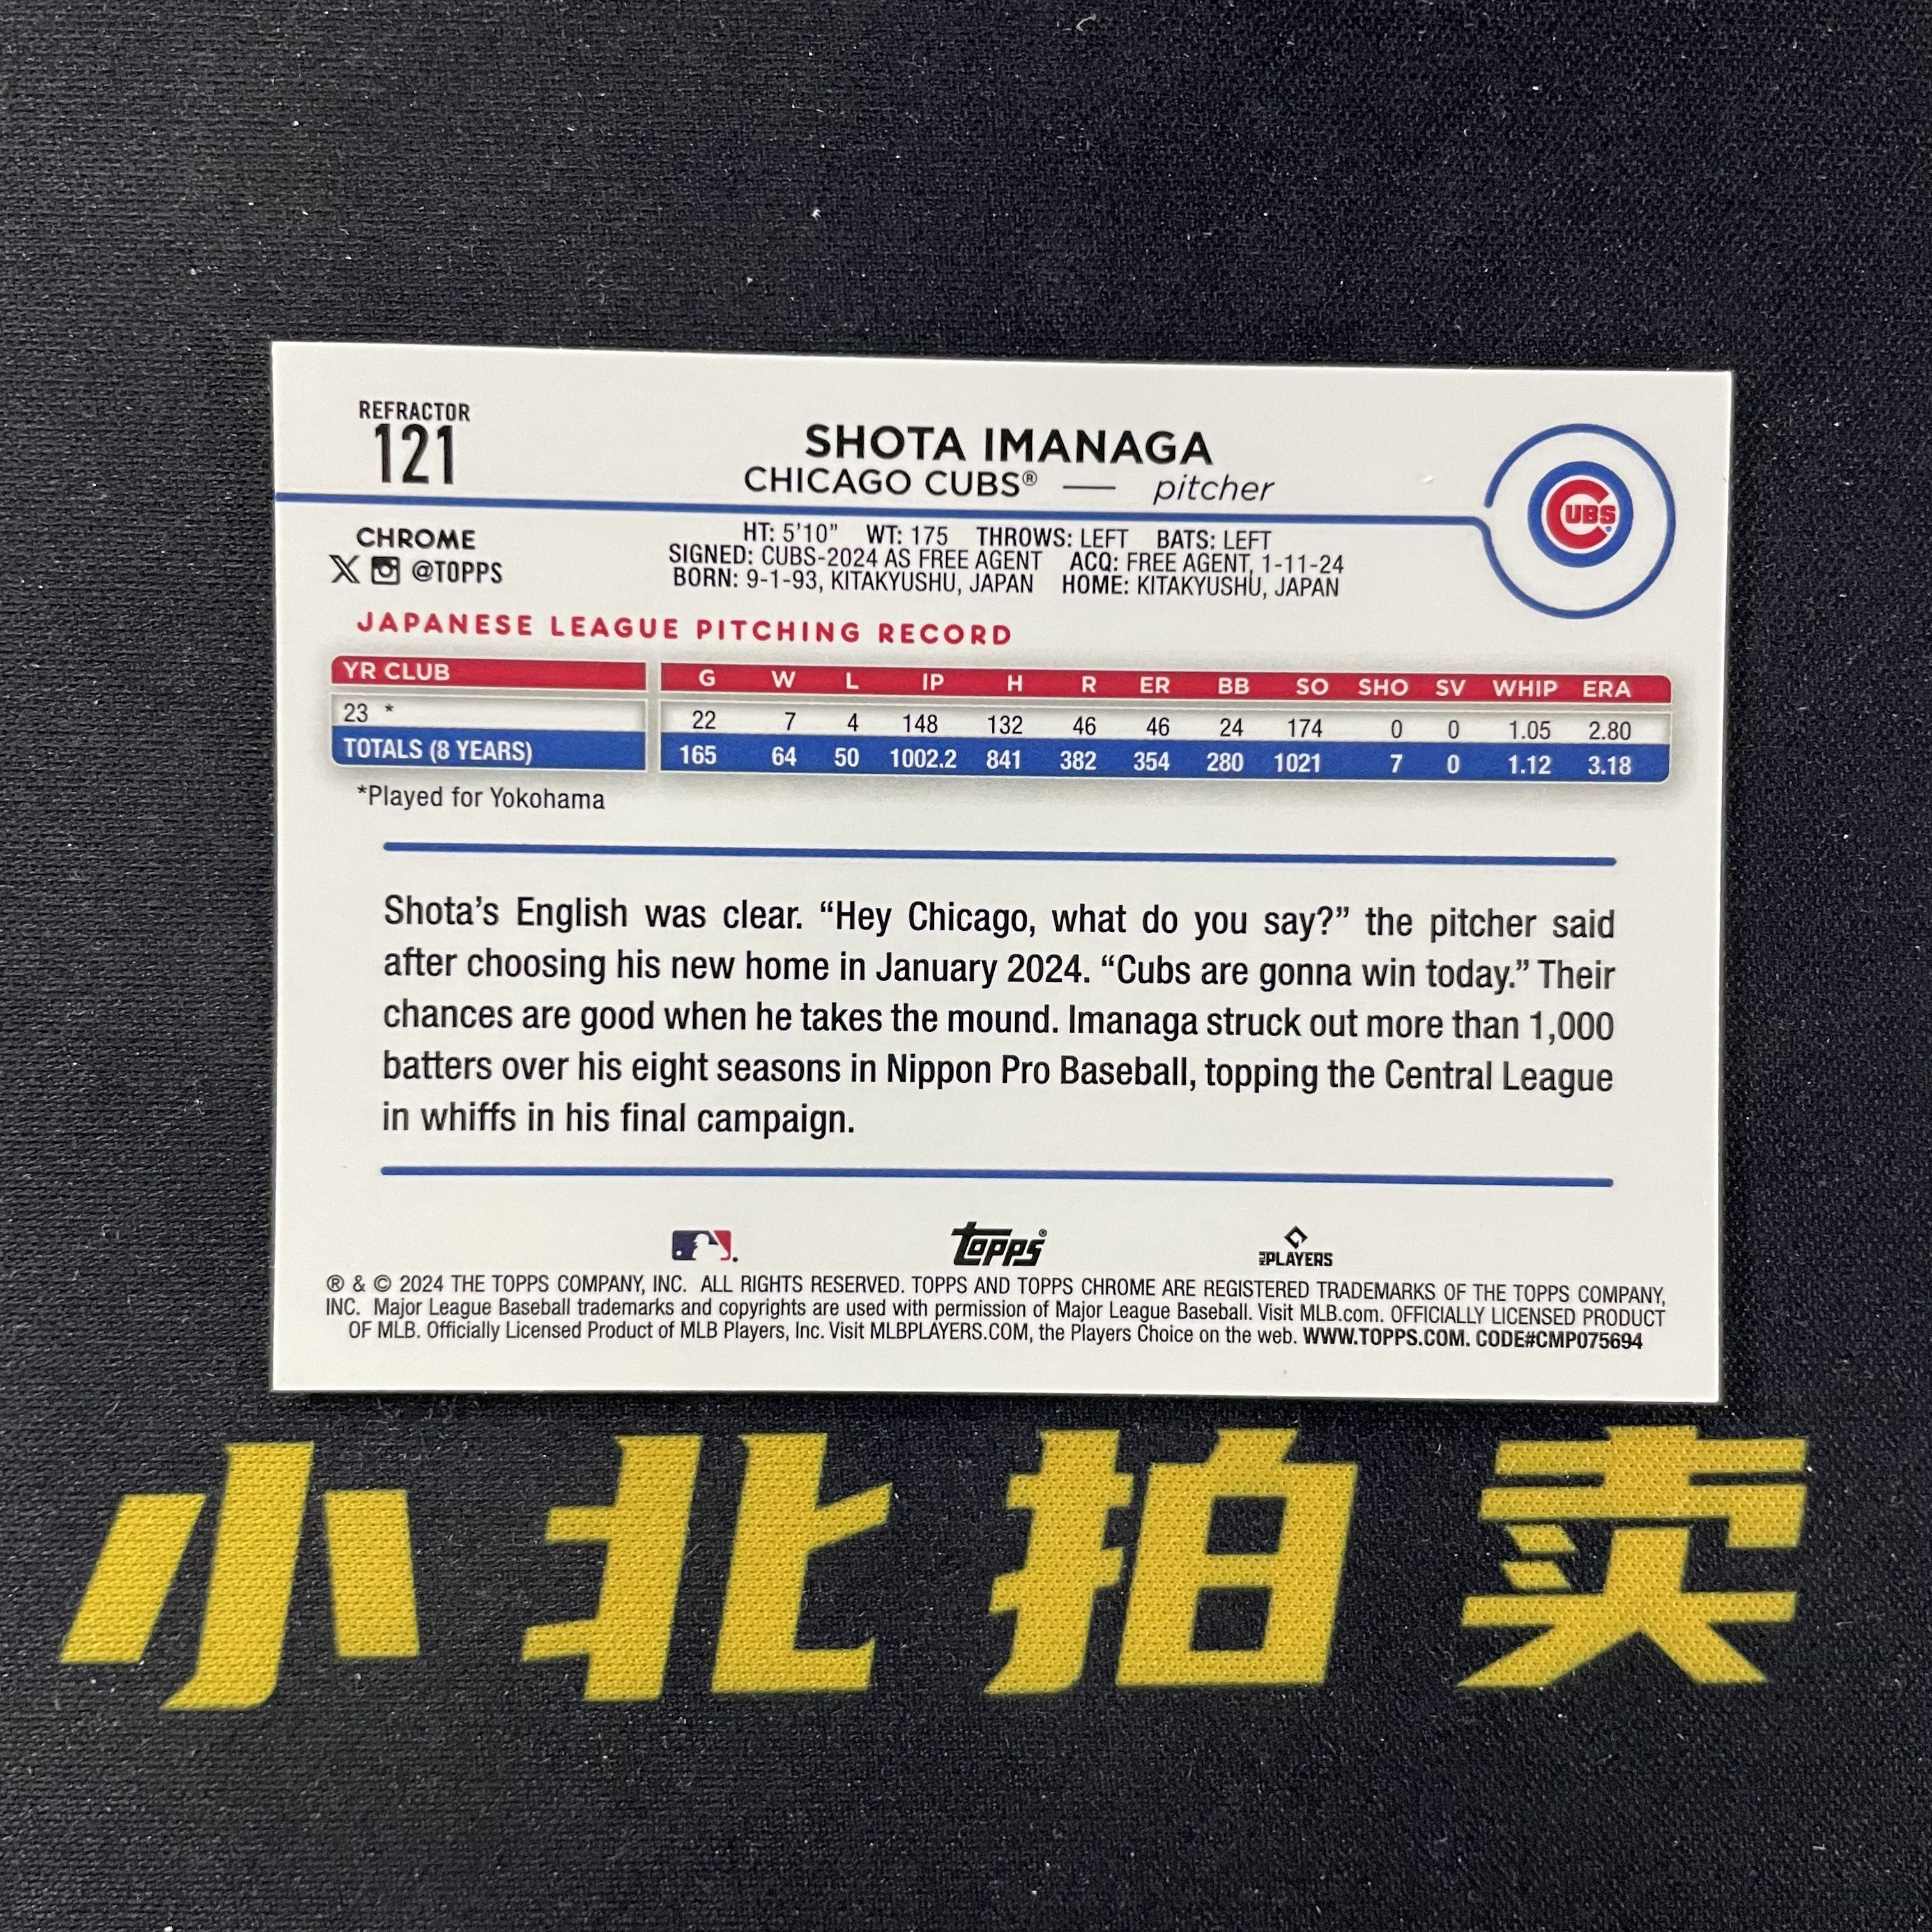 REFRACTOR
121
SHOTA IMANAGA
CHICAGO CUBS® — pitcher
CUBS
CHROME
@TOPPS
HT: 5'10” WT: 175 THROWS: LEFT BATS: LEFT
SIGNED: CUBS-2024 AS FREE AGENT ACQ: FREE AGENT, 1-11-24
BORN: 9-1-93, KITAKYUSHU, JAPAN HOME: KITAKYUSHU, JAPAN
JAPANESE LEAGUE PITCHING RECORD
YR CLUB G W L IP H R ER BB SO SHO SV WHIP ERA
23 * 22 7 4 148 132 46 46 24 174 0 0 1.05 2.80
TOTALS (8 YEARS) 165 64 50 1002.2 841 382 354 280 1021 7 0 1.12 3.18
*Played for Yokohama
Shota’s English was clear. “Hey Chicago, what do you say?” the pitcher said
after choosing his new home in January 2024. “Cubs are gonna win today.” Their
chances are good when he takes the mound. Imanaga struck out more than 1,000
batters over his eight seasons in Nippon Pro Baseball, topping the Central League
in whiffs in his final campaign.
topps® PLAYERS
® & © 2024 THE TOPPS COMPANY, INC. ALL RIGHTS RESERVED. TOPPS AND TOPPS CHROME ARE REGISTERED TRADEMARKS OF THE TOPPS COMPANY,
INC. Major League Baseball trademarks and copyrights are used with permission of Major League Baseball. Visit MLB.com. OFFICIALLY LICENSED PRODUCT
OF MLB. Officially Licensed Product of MLB Players, Inc. Visit MLBPLAYERS.COM, the Players Choice on the web. WWW.TOPPS.COM. CODE#CMP075694
小北拍卖